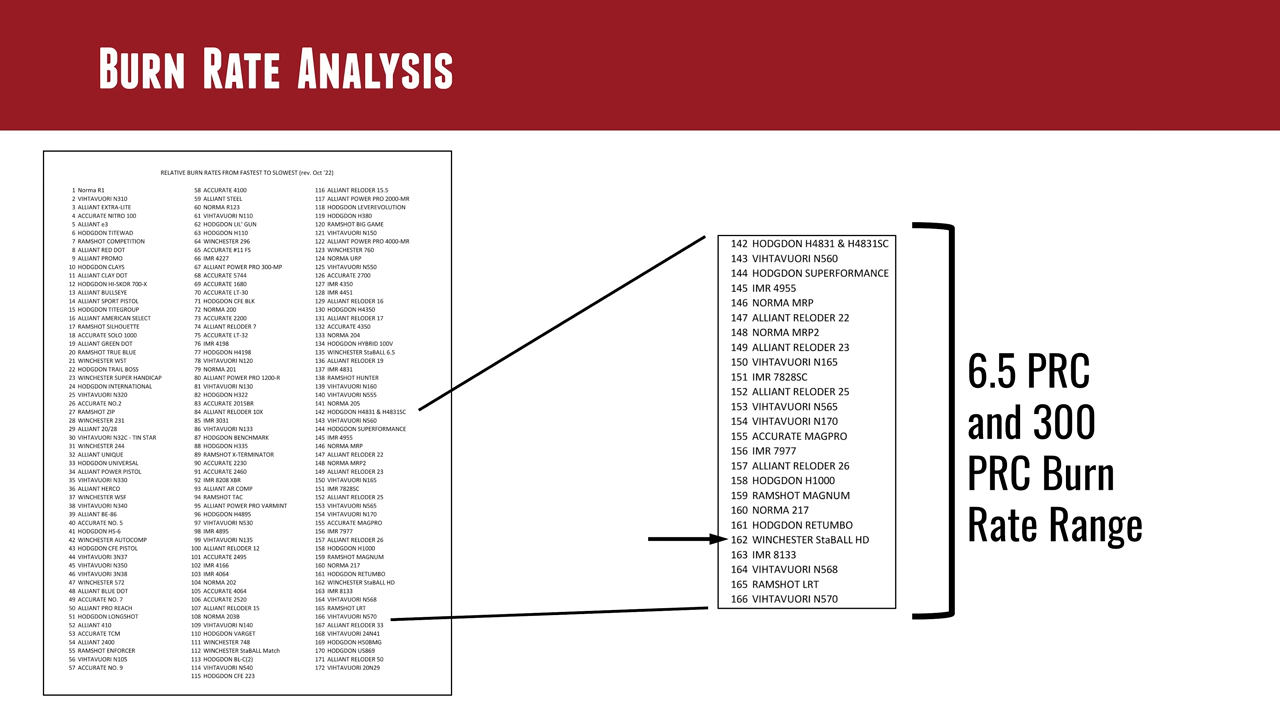 Burn Rate Analysis
RELATIVE BURN RATES FROM FASTEST TO SLOWEST (rev. Oct '22)
1 Norma R1
2 VIHTAVUORI N310
3 ALLIANT EXTRA-LITE
4 ACCURATE NITRO 100
5 ALLIANT e3
6 HODGDON TITEWAD
7 RAMSHOT COMPETITION
8 ALLIANT RED DOT
9 ALLIANT PROMO
10 HODGDON CLAYS
11 ALLIANT CLAY DOT
12 HODGDON HI-SKOR 700-X
13 ALLIANT BULLSEYE
14 ALLIANT SPORT PISTOL
15 HODGDON TITEGROUP
16 ALLIANT AMERICAN SELECT
17 RAMSHOT SILHOUETTE
18 ACCURATE SOLO 1000
19 ALLIANT GREEN DOT
20 RAMSHOT TRUE BLUE
21 WINCHESTER WST
22 HODGDON TRAIL BOSS
23 WINCHESTER SUPER HANDICAP
24 HODGDON INTERNATIONAL
25 VIHTAVUORI N320
26 ACCURATE NO.2
27 RAMSHOT ZIP
28 WINCHESTER 231
29 ALLIANT 20/28
30 VIHTAVUORI N32C - TIN STAR
31 WINCHESTER 244
32 ALLIANT UNIQUE
33 HODGDON UNIVERSAL
34 ALLIANT POWER PISTOL
35 VIHTAVUORI N330
36 ALLIANT HERCO
37 WINCHESTER WSF
38 VIHTAVUORI N340
39 ALLIANT BE-86
40 ACCURATE NO. 5
41 HODGDON HS-6
42 WINCHESTER AUTOCOMP
43 HODGDON CFE PISTOL
44 VIHTAVUORI 3N37
45 VIHTAVUORI N350
46 VIHTAVUORI 3N38
47 WINCHESTER 572
48 ALLIANT BLUE DOT
49 ACCURATE NO. 7
50 ALLIANT PRO REACH
51 HODGDON LONGSHOT
52 ALLIANT 410
53 ACCURATE TCM
54 ALLIANT 2400
55 RAMSHOT ENFORCER
56 VIHTAVUORI N105
57 ACCURATE NO. 9
58 ACCURATE 4100
59 ALLIANT STEEL
60 NORMA R123
61 VIHTAVUORI N110
62 HODGDON LIL' GUN
63 HODGDON H110
64 WINCHESTER 296
65 ACCURATE #11 FS
66 IMR 4227
67 ALLIANT POWER PRO 300-MP
68 ACCURATE 5744
69 ACCURATE 1680
70 ACCURATE LT-30
71 HODGDON CFE BLK
72 NORMA 200
73 ACCURATE 2200
74 ALLIANT RELODER 7
75 ACCURATE LT-32
76 IMR 4198
77 HODGDON H4198
78 VIHTAVUORI N120
79 NORMA 201
80 ALLIANT POWER PRO 1200-R
81 VIHTAVUORI N130
82 HODGDON H322
83 ACCURATE 2015BR
84 ALLIANT RELODER 10X
85 IMR 3031
86 VIHTAVUORI N133
87 HODGDON BENCHMARK
88 HODGDON H335
89 RAMSHOT X-TERMINATOR
90 ACCURATE 2230
91 ACCURATE 2460
92 IMR 8208 XBR
93 ALLIANT AR COMP
94 RAMSHOT TAC
95 ALLIANT POWER PRO VARMINT
96 HODGDON H4895
97 VIHTAVUORI N530
98 IMR 4895
99 VIHTAVUORI N135
100 ALLIANT RELODER 12
101 ACCURATE 2495
102 IMR 4166
103 IMR 4064
104 NORMA 202
105 ACCURATE 4064
106 ACCURATE 2520
107 ALLIANT RELODER 15
108 NORMA 203B
109 VIHTAVUORI N140
110 HODGDON VARGET
111 WINCHESTER 748
112 WINCHESTER StaBALL Match
113 HODGDON BL-C(2)
114 VIHTAVUORI N540
115 HODGDON CFE 223
116 ALLIANT RELODER 15.5
117 ALLIANT POWER PRO 2000-MR
118 HODGDON LEVEREVOLUTION
119 HODGDON H380
120 RAMSHOT BIG GAME
121 VIHTAVUORI N150
122 ALLIANT POWER PRO 4000-MR
123 WINCHESTER 760
124 NORMA URP
125 VIHTAVUORI N550
126 ACCURATE 2700
127 IMR 4350
128 IMR 4451
129 ALLIANT RELODER 16
130 HODGDON H4350
131 ALLIANT RELODER 17
132 ACCURATE 4350
133 NORMA 204
134 HODGDON HYBRID 100V
135 WINCHESTER StaBALL 6.5
136 ALLIANT RELODER 19
137 IMR 4831
138 RAMSHOT HUNTER
139 VIHTAVUORI N160
140 VIHTAVUORI N555
141 NORMA 205
142 HODGDON H4831 & H4831SC
143 VIHTAVUORI N560
144 HODGDON SUPERFORMANCE
145 IMR 4955
146 NORMA MRP
147 ALLIANT RELODER 22
148 NORMA MRP2
149 ALLIANT RELODER 23
150 VIHTAVUORI N165
151 IMR 7828SC
152 ALLIANT RELODER 25
153 VIHTAVUORI N565
154 VIHTAVUORI N170
155 ACCURATE MAGPRO
156 IMR 7977
157 ALLIANT RELODER 26
158 HODGDON H1000
159 RAMSHOT MAGNUM
160 NORMA 217
161 HODGDON RETUMBO
162 WINCHESTER StaBALL HD
163 IMR 8133
164 VIHTAVUORI N568
165 RAMSHOT LRT
166 VIHTAVUORI N570
167 ALLIANT RELODER 33
168 VIHTAVUORI 24N41
169 HODGDON H50BMG
170 HODGDON US869
171 ALLIANT RELODER 50
172 VIHTAVUORI 20N29
142 HODGDON H4831 & H4831SC
143 VIHTAVUORI N560
144 HODGDON SUPERFORMANCE
145 IMR 4955
146 NORMA MRP
147 ALLIANT RELODER 22
148 NORMA MRP2
149 ALLIANT RELODER 23
150 VIHTAVUORI N165
151 IMR 7828SC
152 ALLIANT RELODER 25
153 VIHTAVUORI N565
154 VIHTAVUORI N170
155 ACCURATE MAGPRO
156 IMR 7977
157 ALLIANT RELODER 26
158 HODGDON H1000
159 RAMSHOT MAGNUM
160 NORMA 217
161 HODGDON RETUMBO
162 WINCHESTER StaBALL HD
163 IMR 8133
164 VIHTAVUORI N568
165 RAMSHOT LRT
166 VIHTAVUORI N570
6.5 PRC
and 300
PRC Burn
Rate Range